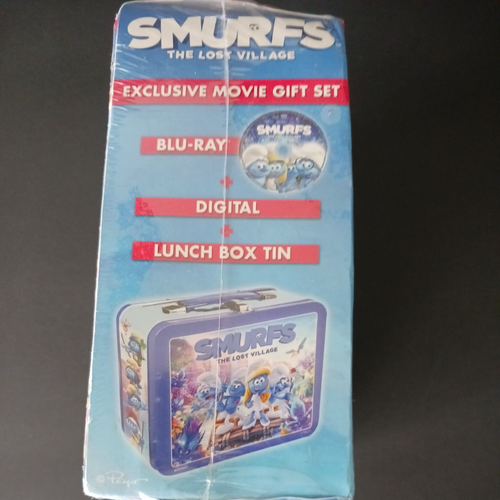 SMURFS
THE LOST VILLAGE
EXCLUSIVE MOVIE GIFT SET
BLU-RAY
SMURFS
+
DIGITAL
+
LUNCH BOX TIN
SMURFS
THE LOST VILLAGE
© Peyo